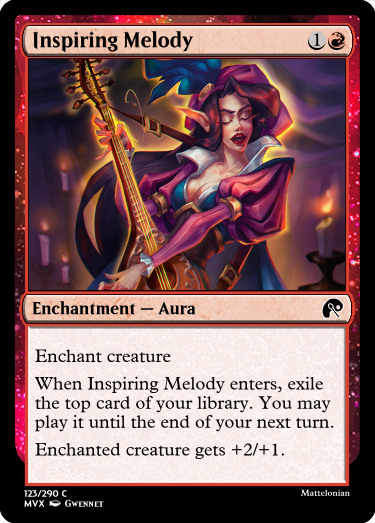 Inspiring Melody 1
Enchantment — Aura
Enchant creature
When Inspiring Melody enters, exile
the top card of your library. You may
play it until the end of your next turn.
Enchanted creature gets +2/+1.
123/290 C
MVX Gwennet
Mattelonian